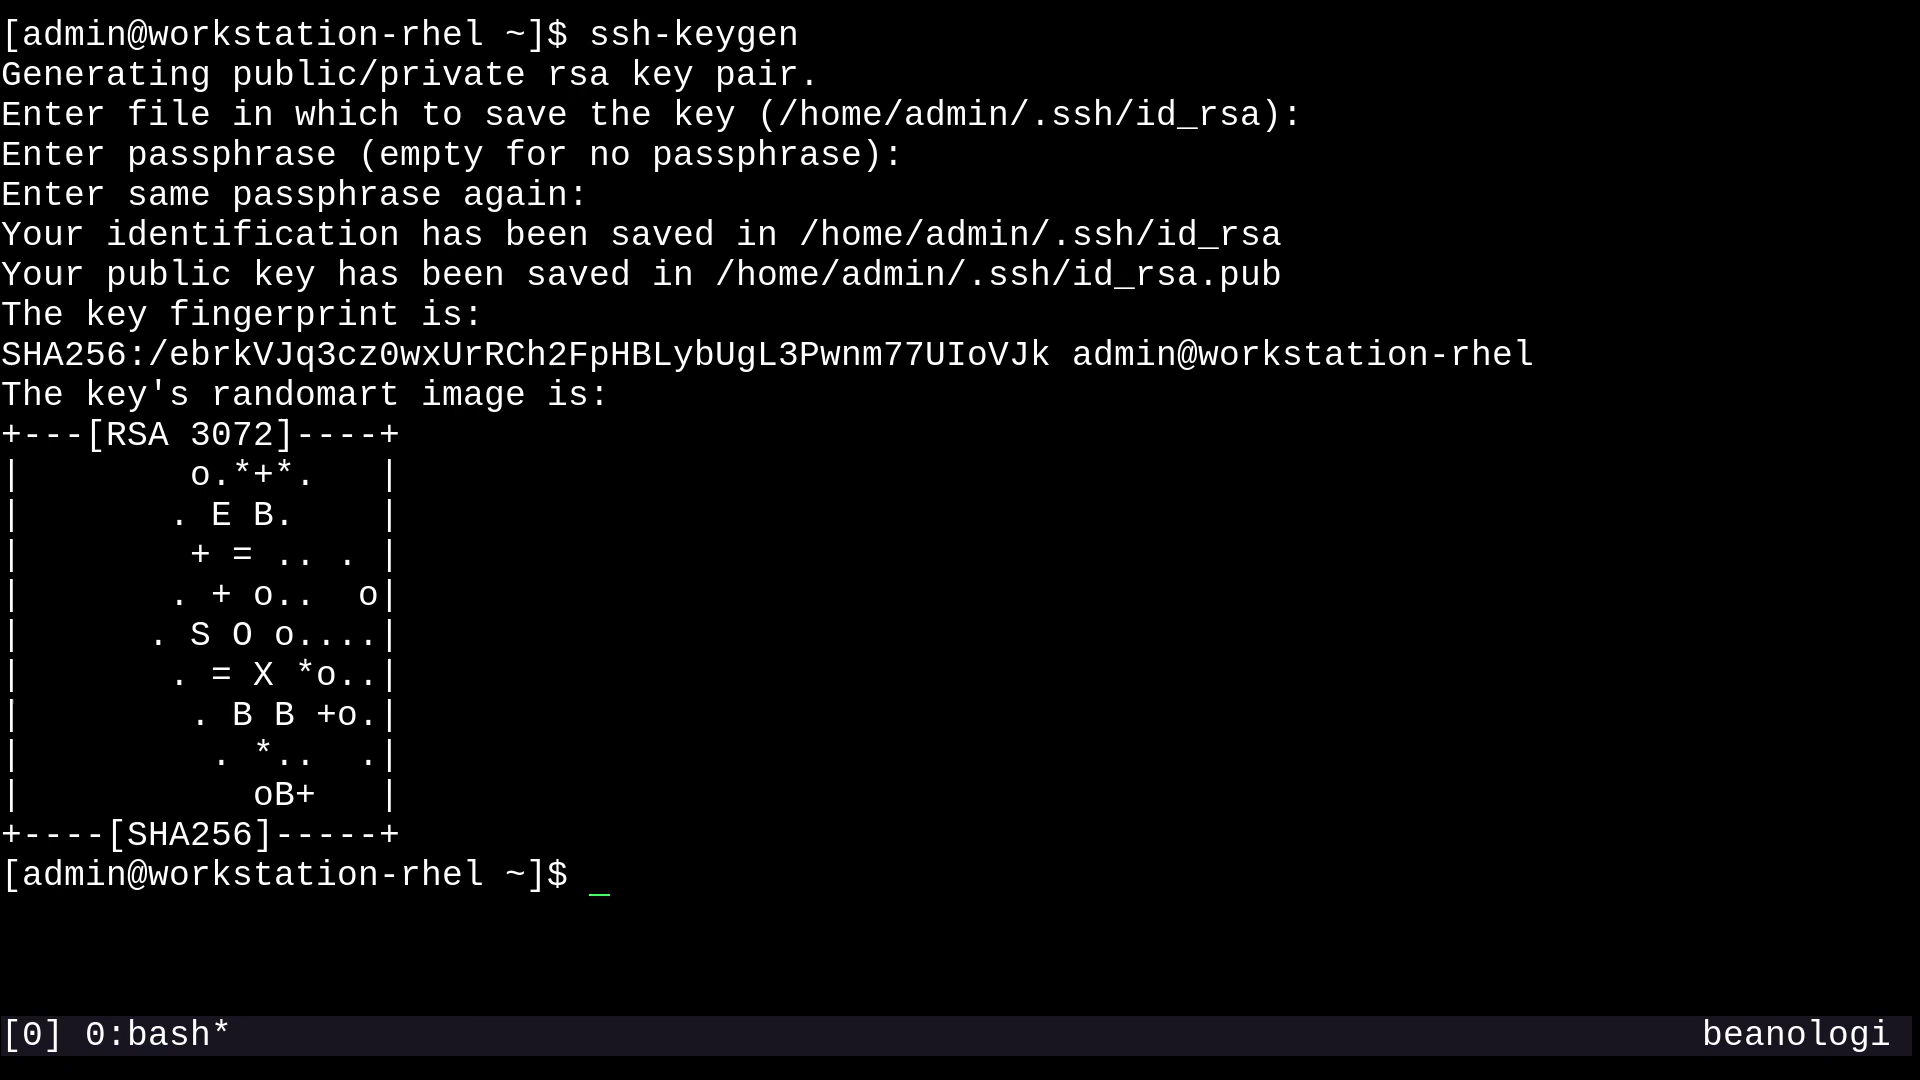 [admin@workstation-rhel ~]$ ssh-keygen
Generating public/private rsa key pair.
Enter file in which to save the key (/home/admin/.ssh/id_rsa):
Enter passphrase (empty for no passphrase):
Enter same passphrase again:
Your identification has been saved in /home/admin/.ssh/id_rsa
Your public key has been saved in /home/admin/.ssh/id_rsa.pub
The key fingerprint is:
SHA256:/ebrkVJq3cz0wxUrRCh2FpHBLybUgL3Pwnm77UIoVJk admin@workstation-rhel
The key's randomart image is:
+---[RSA 3072]----+
|        o.*+*.   |
|       . E B.    |
|        + = .. . |
|       . + o..  o|
|      . S O o....|
|       . = X *o..|
|        . B B +o.|
|         . *..  .|
|           oB+   |
+----[SHA256]-----+
[admin@workstation-rhel ~]$ _
[0] 0:bash* beanologi